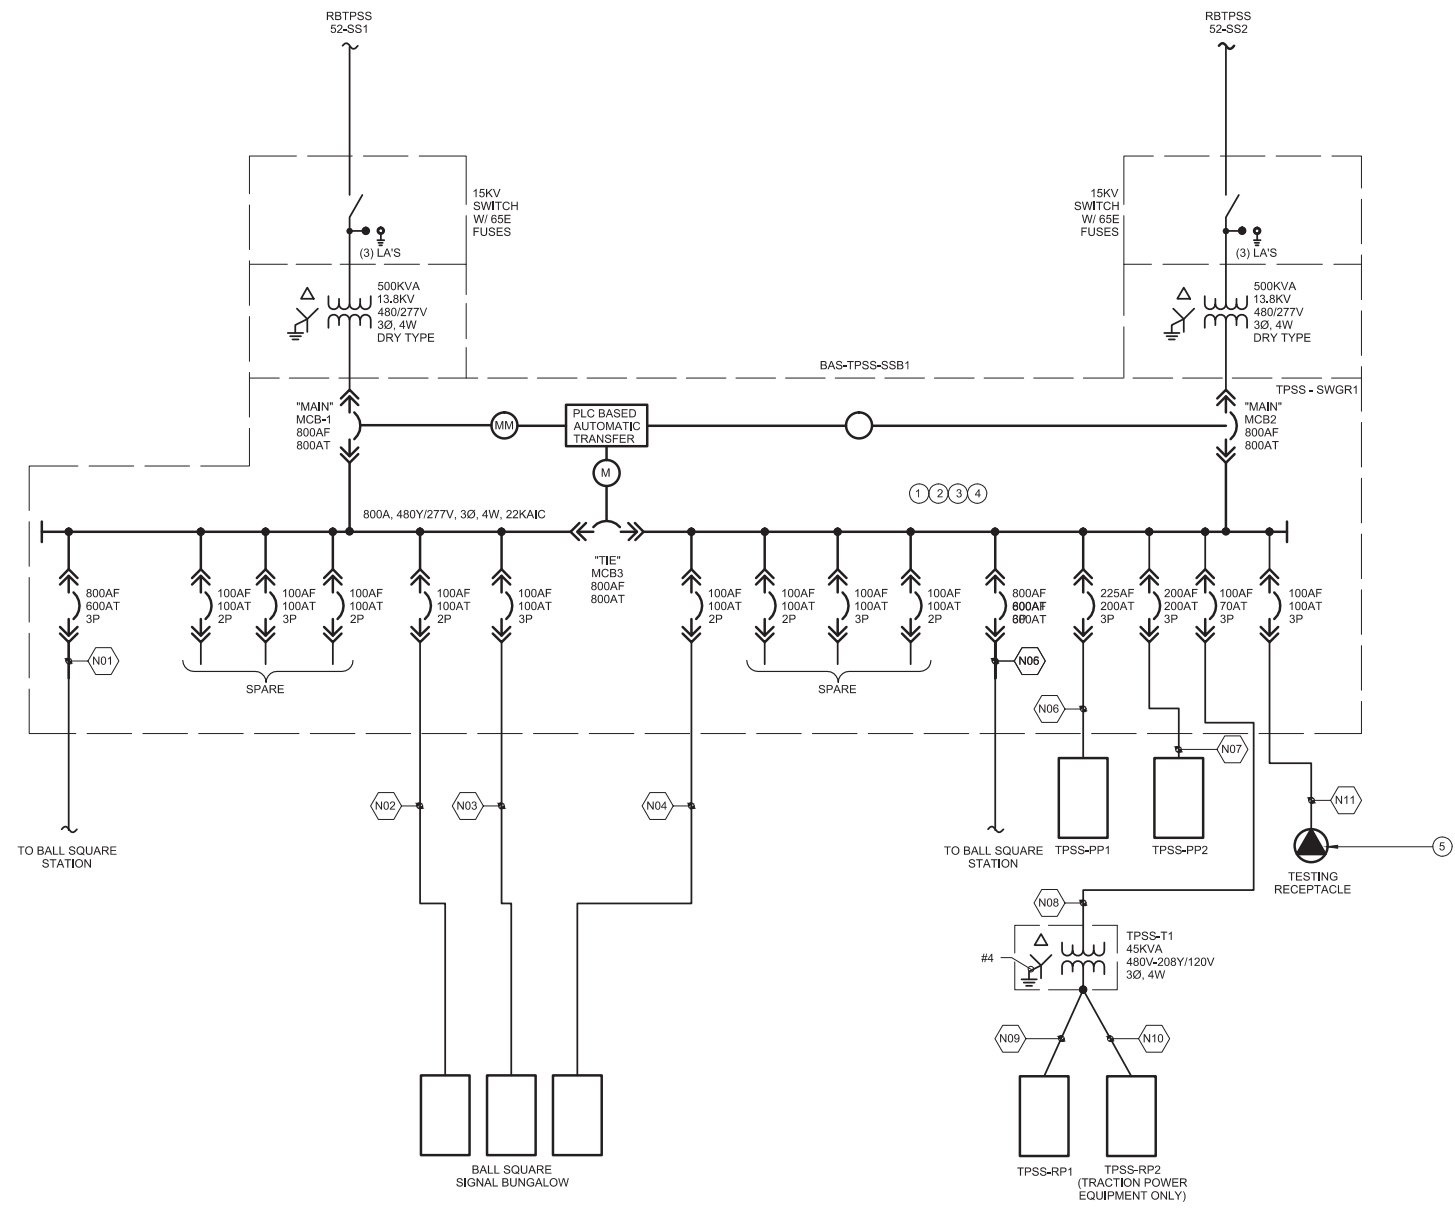 RBTPSS
52-SS1
RBTPSS
52-SS2
15KV
SWITCH
W/ 65E
FUSES
(3) LA'S
15KV
SWITCH
W/ 65E
FUSES
(3) LA'S
500KVA
13.8KV
480/277V
3Ø, 4W
DRY TYPE
500KVA
13.8KV
480/277V
3Ø, 4W
DRY TYPE
BAS-TPSS-SSB1
TPSS - SWGR1
"MAIN"
MCB-1
800AF
800AT
MM
PLC BASED
AUTOMATIC
TRANSFER
M
"MAIN"
MCB2
800AF
800AT
1 2 3 4
800A, 480Y/277V, 3Ø, 4W, 22KAIC
"TIE"
MCB3
800AF
800AT
800AF
600AT
3P
100AF
100AT
2P
100AF
100AT
3P
100AF
100AT
2P
100AF
100AT
2P
100AF
100AT
3P
100AF
100AT
2P
100AF
100AT
2P
100AF
100AT
3P
100AF
100AT
2P
800AF
225AF
200AT
3P
200AF
200AT
3P
100AF
70AT
3P
100AF
100AT
3P
N01
SPARE
SPARE
N06
N06
N07
N02
N03
N04
N11
TO BALL SQUARE
STATION
TO BALL SQUARE
STATION
TPSS-PP1
TPSS-PP2
5
TESTING
RECEPTACLE
N08
TPSS-T1
45KVA
480V-208Y/120V
3Ø, 4W
#4
N09
N10
BALL SQUARE
SIGNAL BUNGALOW
TPSS-RP1
TPSS-RP2
(TRACTION POWER
EQUIPMENT ONLY)